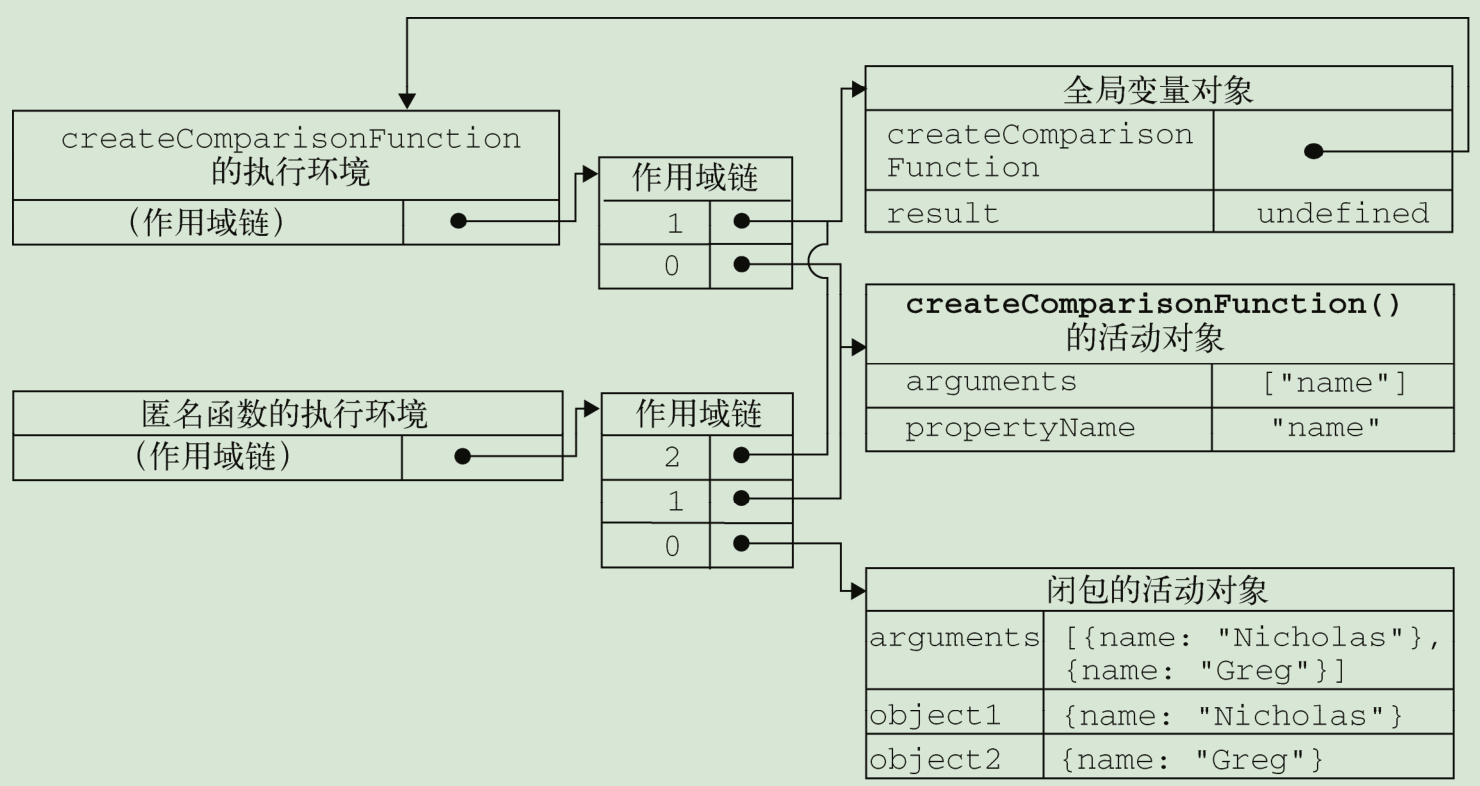 createComparisonFunction
的执行环境
(作用域链)
作用域链
1
0
全局变量对象
createComparison
Function
result undefined
createComparisonFunction()
的活动对象
arguments ["name"]
propertyName "name"
匿名函数的执行环境
(作用域链)
作用域链
2
1
0
闭包的活动对象
arguments [{name: "Nicholas"},
{name: "Greg"}]
object1 {name: "Nicholas"}
object2 {name: "Greg"}